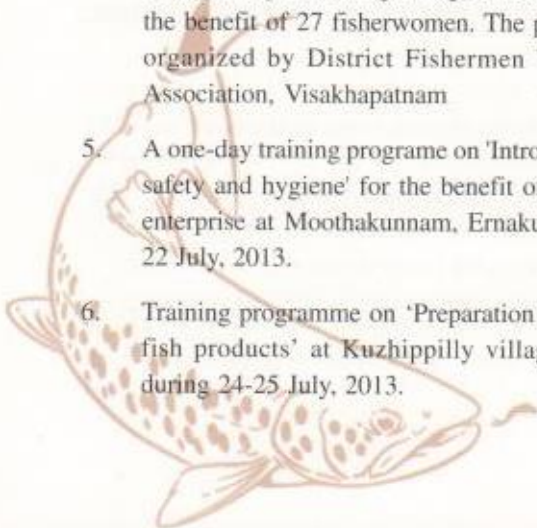 the benefit of 27 fisherwomen. The p
organized by District Fishermen
Association, Visakhapatnam
5. A one-day training programe on 'Intro
safety and hygiene' for the benefit o
enterprise at Moothakunnam, Ernaku
22 July, 2013.
6. Training programme on ‘Preparation
fish products’ at Kuzhippilly villa
during 24-25 July, 2013.